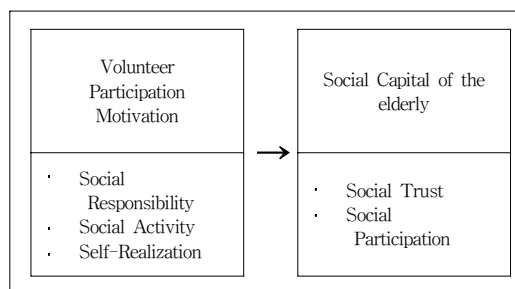 Volunteer
Participation
Motivation
· Social
Responsibility
· Social Activity
· Self-Realization
→
Social Capital of the
elderly
· Social Trust
· Social
Participation